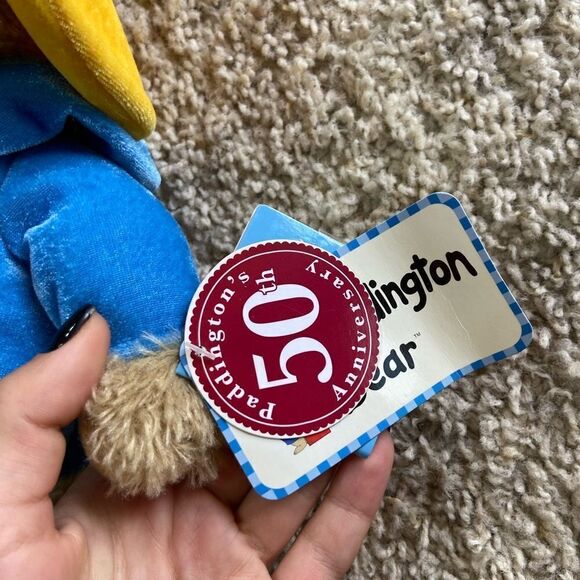 Paddington's
50th
Anniversary
dington
ear™